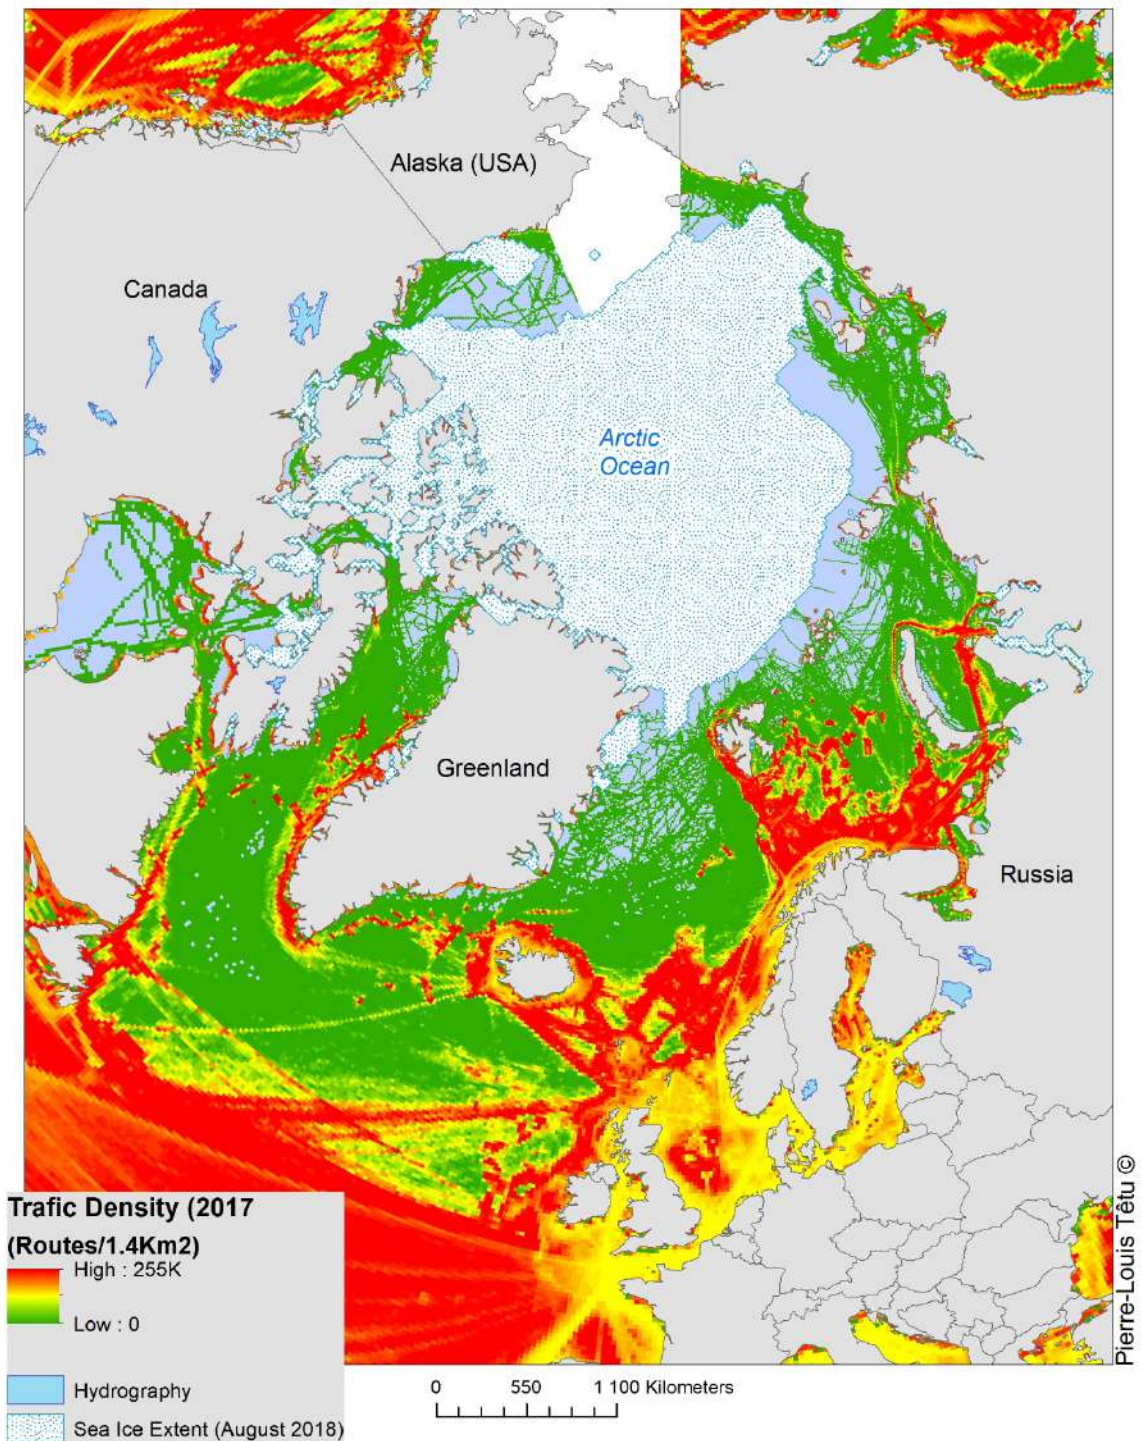 Alaska (USA)
Canada
Arctic
Ocean
Greenland
Russia
Trafic Density (2017
(Routes/1.4Km2)
High : 255K
Low : 0
Hydrography
Sea Ice Extent (August 2018)
0 550 1 100 Kilometers
Pierre-Louis Têtu ©